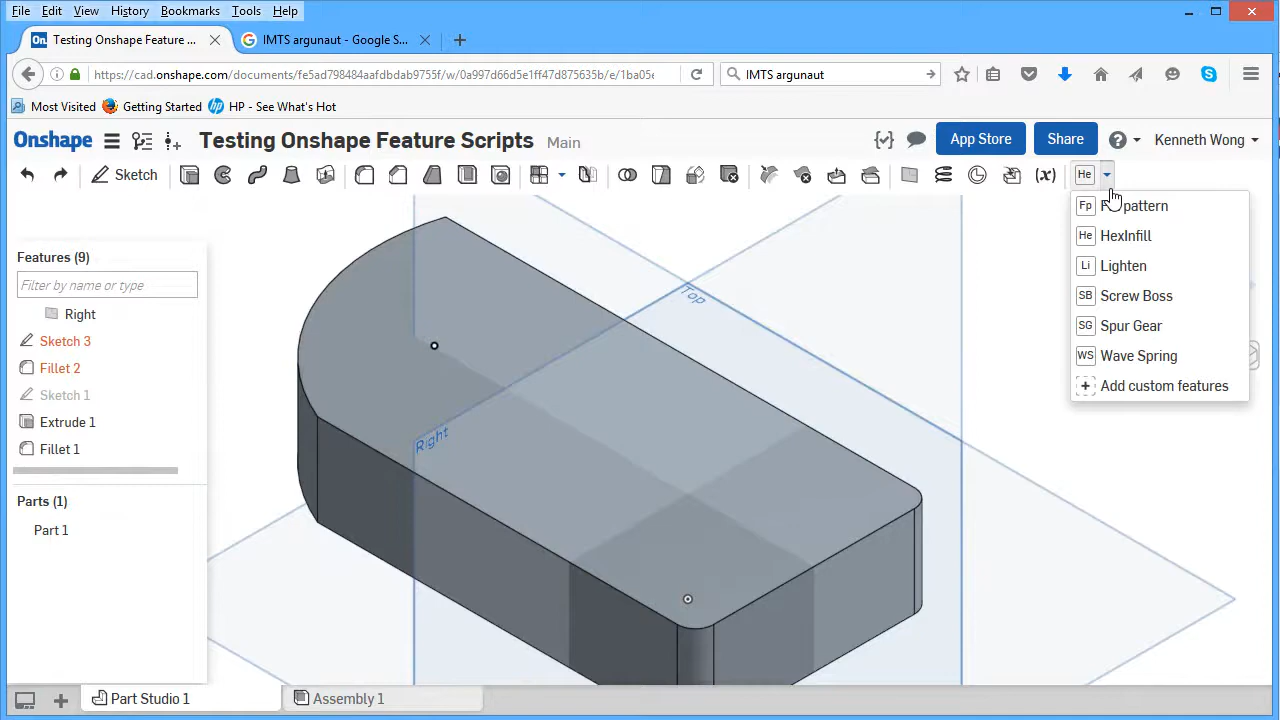 File Edit View History Bookmarks Tools Help
On. Testing Onshape Feature ... G IMTS argunaut - Google S...
https://cad.onshape.com/documents/fe5ad798484aefdbdab9755f/w/0a997d66d5e1ff47d875635b/e/1ba05e IMTS argunaut
Most Visited Getting Started HP - See What's Hot
Onshape Testing Onshape Feature Scripts Main App Store Share Kenneth Wong
Sketch (x) He
Fp pattern
He HexInfill
Li Lighten
SB Screw Boss
SG Spur Gear
WS Wave Spring
Add custom features
Features (9)
Filter by name or type
Right
Sketch 3
Fillet 2
Sketch 1
Extrude 1
Fillet 1
Parts (1)
Part 1
Top
Right
Part Studio 1 Assembly 1